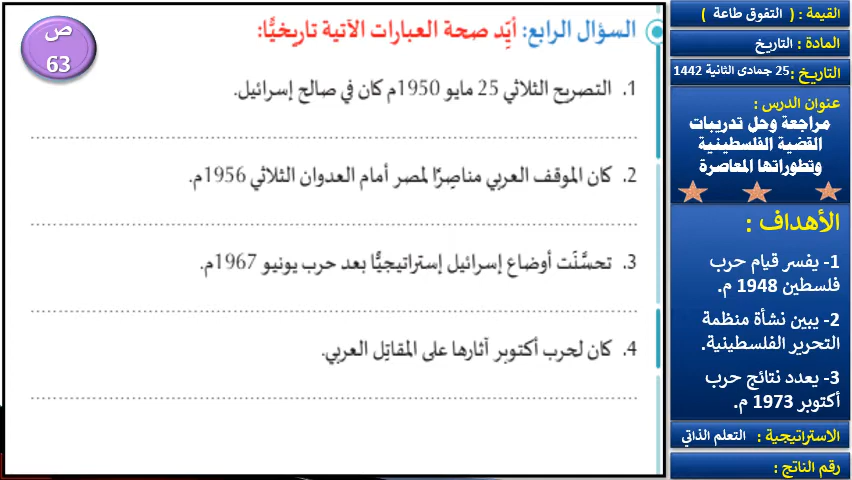 القيمة : ( التفوق طاعة )
المادة : التاريخ
التاريخ : 25 جمادى الثانية 1442
عنوان الدرس :
مراجعة وحل تدريبات
القضية الفلسطينية
وتطوراتها المعاصرة
الأهداف :
1- يفسر قيام حرب
فلسطين 1948 م.
2- يبين نشأة منظمة
التحرير الفلسطينية.
3- يعدد نتائج حرب
أكتوبر 1973 م.
الاستراتيجية : التعلم الذاتي
رقم الناتج :
السؤال الرابع: أيِّد صحة العبارات الآتية تاريخيًّا:
ص
63
1. التصريح الثلاثي 25 مايو 1950م كان في صالح إسرائيل.
2. كان الموقف العربي مناصِرًا لمصر أمام العدوان الثلاثي 1956م.
3. تحسَّنَت أوضاع إسرائيل إستراتيجيًّا بعد حرب يونيو 1967م.
4. كان لحرب أكتوبر آثارها على المقاتِل العربي.